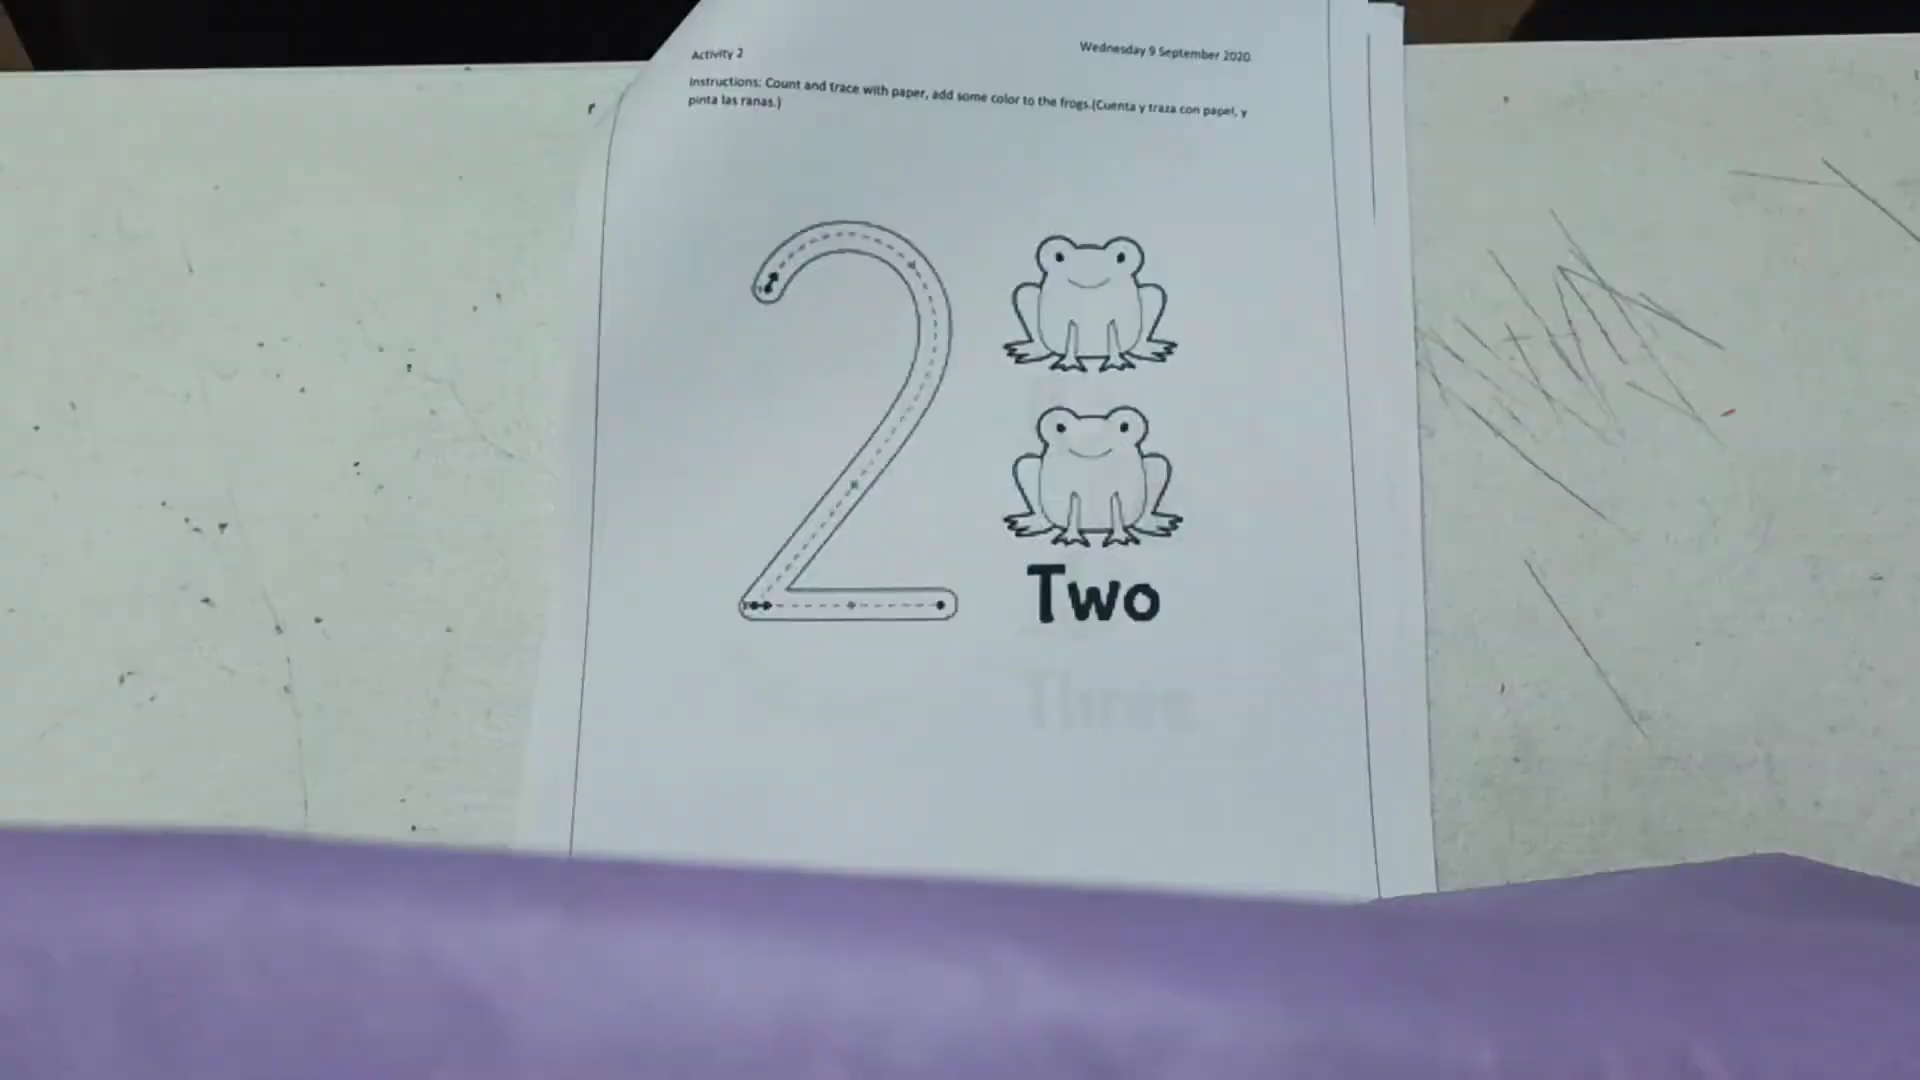 Activity 2
Wednesday 9 September 2020
Instructions: Count and trace with paper, add some color to the frogs.(Cuenta y traza con papel, y
pinta las ranas.)
2
Two
Three